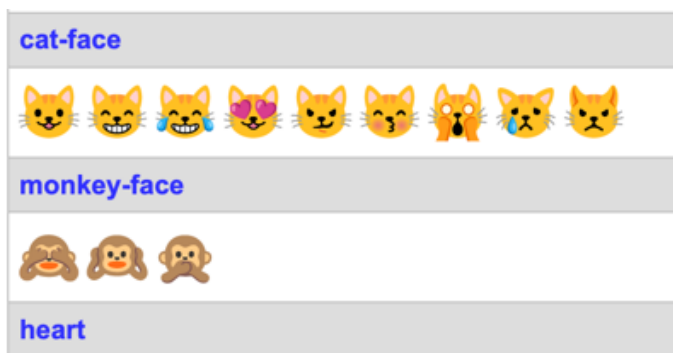 cat-face
😺😸😹😻😼😽🙀😿😾
monkey-face
🙈🙉🙊
heart